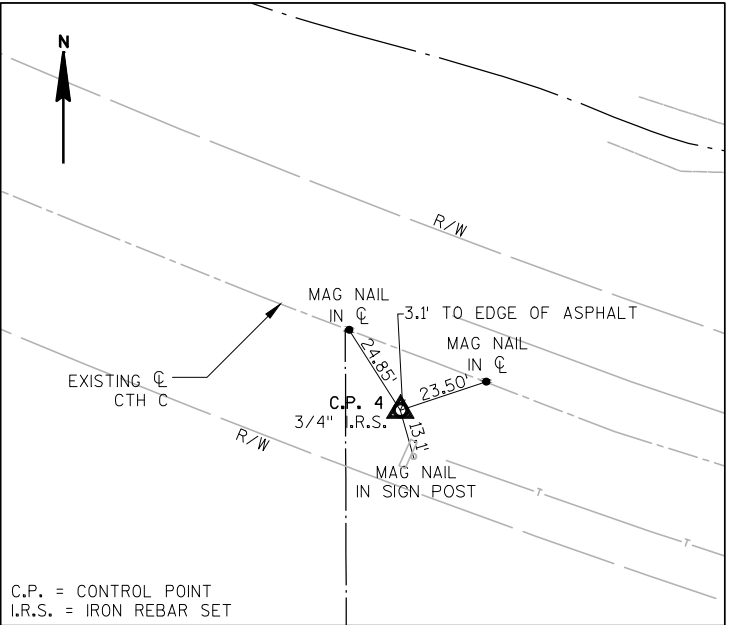 N
R/W
MAG NAIL
IN ℄
3.1' TO EDGE OF ASPHALT
MAG NAIL
IN ℄
24.85'
23.50'
EXISTING ℄
CTH C
C.P. 4
3/4" I.R.S.
13.1'
R/W
MAG NAIL
IN SIGN POST
T
T
C.P. = CONTROL POINT
I.R.S. = IRON REBAR SET